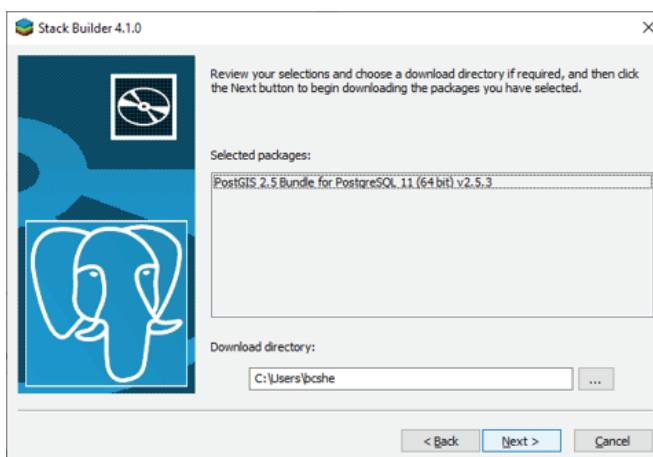 Stack Builder 4.1.0
Review your selections and choose a download directory if required, and then click
the Next button to begin downloading the packages you have selected.
Selected packages:
PostGIS 2.5 Bundle for PostgreSQL 11 (64 bit) v2.5.3
Download directory:
C:\Users\bcshe
...
< Back
Next >
Cancel